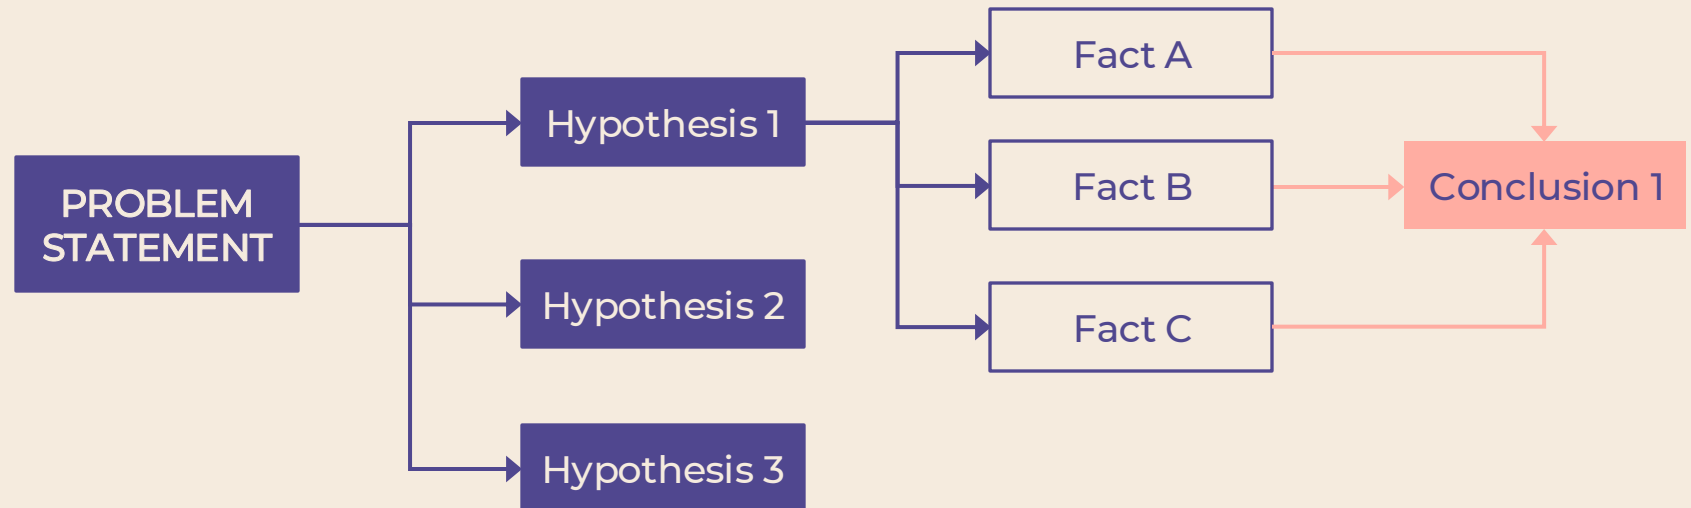 PROBLEM
STATEMENT
Hypothesis 1
Hypothesis 2
Hypothesis 3
Fact A
Fact B
Fact C
Conclusion 1